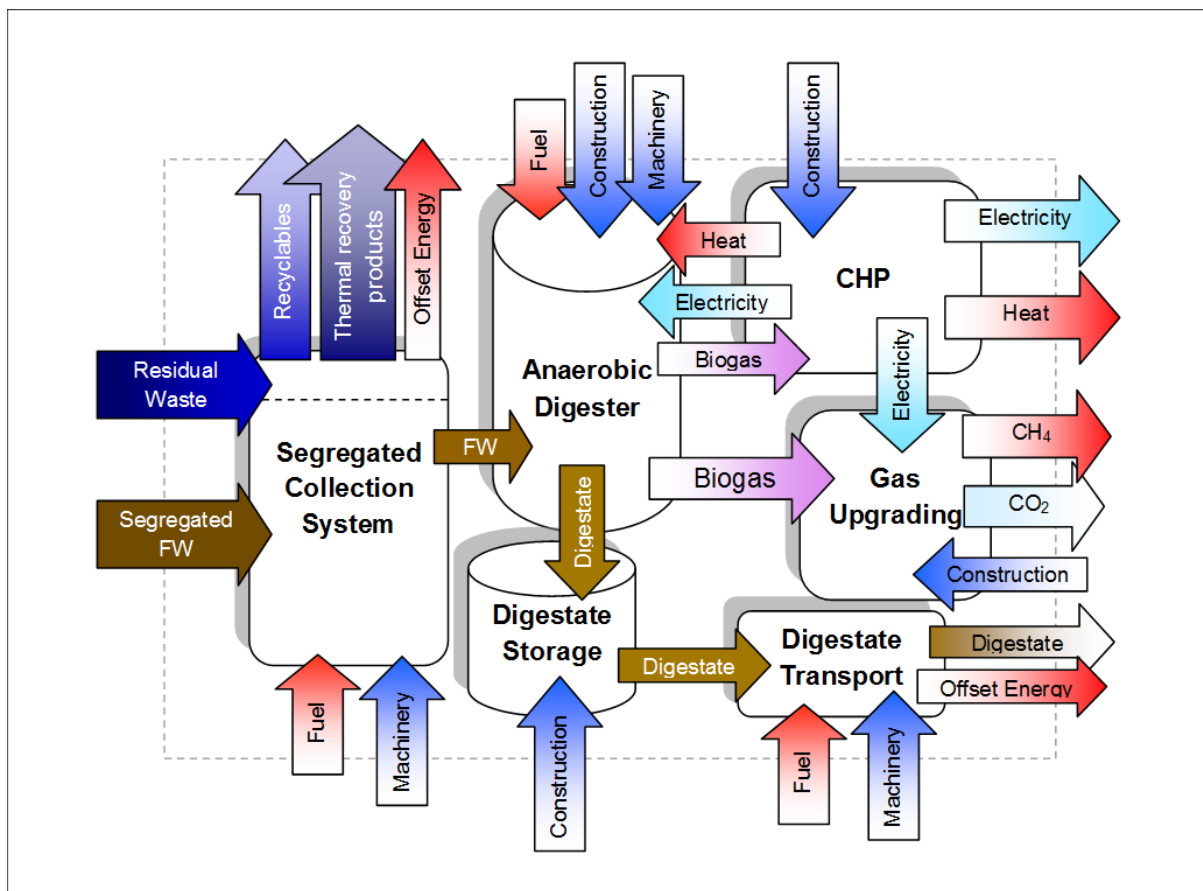 Fuel
Construction
Machinery
Construction
Recyclables
Thermal recovery
products
Offset Energy
Heat
Electricity
CHP
Electricity
Heat
Electricity
Biogas
Residual
Waste
Anaerobic
Digester
Segregated
Collection
System
FW
Biogas
Gas
Upgrading
CH₄
CO₂
Construction
Segregated
FW
Digestate
Digestate
Storage
Digestate
Digestate
Transport
Digestate
Offset Energy
Fuel
Machinery
Construction
Fuel
Machinery